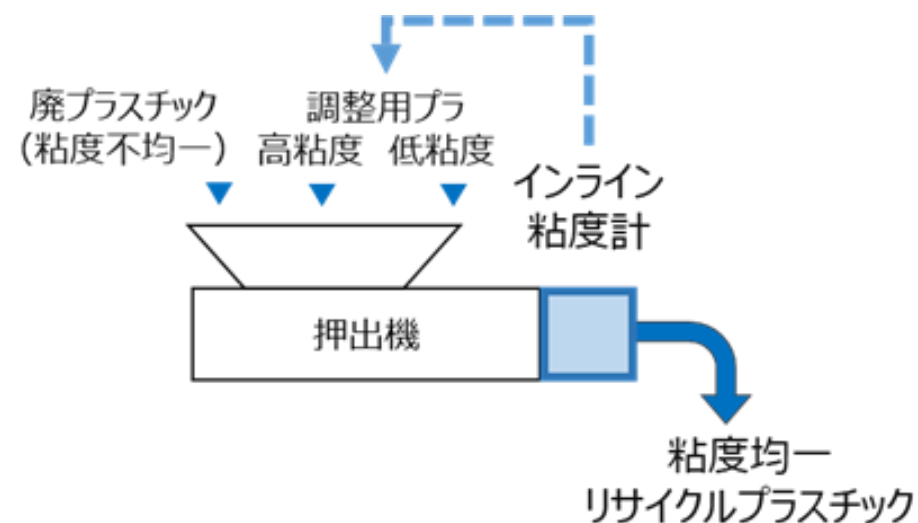 廃プラスチック
(粘度不均一)
調整用プラ
高粘度 低粘度
インライン
粘度計
押出機
粘度均一
リサイクルプラスチック